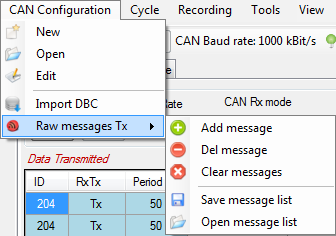 CAN Configuration Cycle Recording Tools View
New
Open CAN Baud rate: 1000 kBit/s
Edit
Import DBC Rate CAN Rx mode
Raw messages Tx Add message
Del message
Data Transmitted Clear messages
ID RxTx Period
204 Tx 50 Save message list
204 Tx 50 Open message list